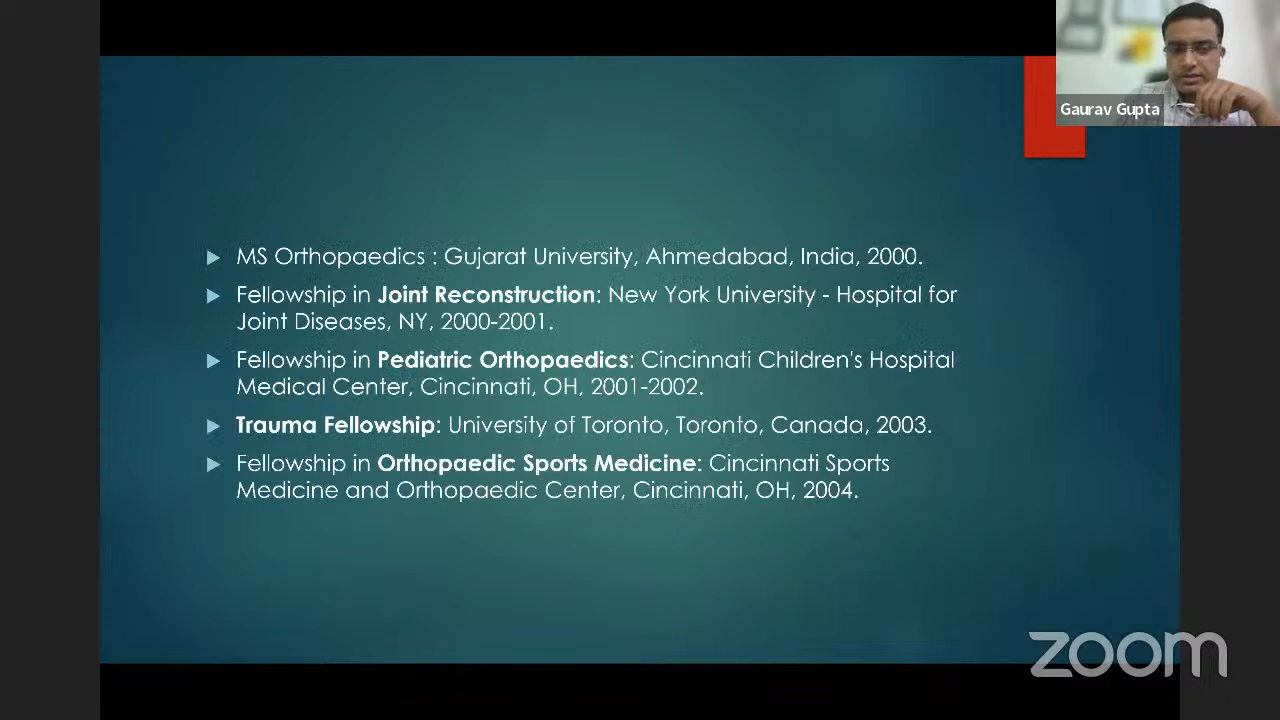 Gaurav Gupta
MS Orthopaedics : Gujarat University, Ahmedabad, India, 2000.
Fellowship in Joint Reconstruction: New York University - Hospital for
Joint Diseases, NY, 2000-2001.
Fellowship in Pediatric Orthopaedics: Cincinnati Children's Hospital
Medical Center, Cincinnati, OH, 2001-2002.
Trauma Fellowship: University of Toronto, Toronto, Canada, 2003.
Fellowship in Orthopaedic Sports Medicine: Cincinnati Sports
Medicine and Orthopaedic Center, Cincinnati, OH, 2004.
zoom